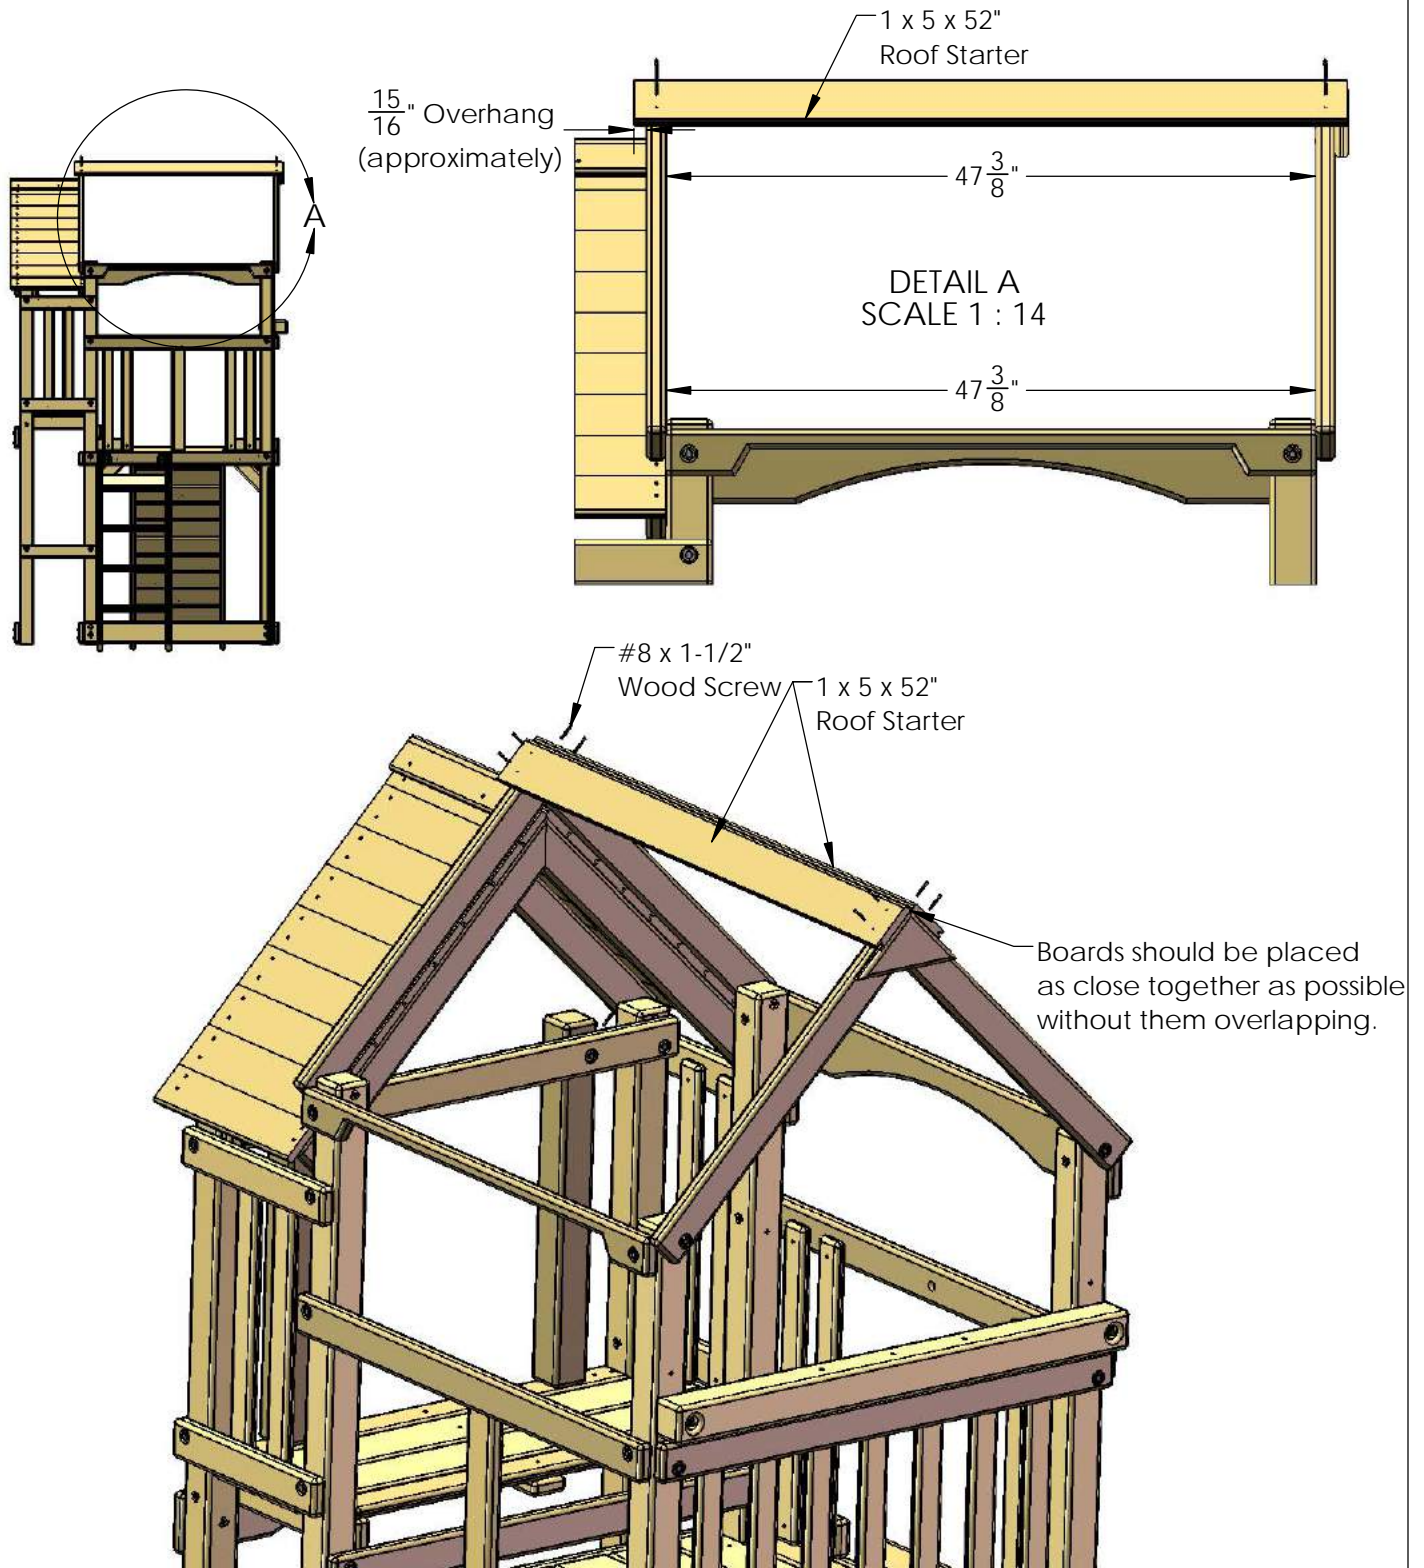 1 x 5 x 52"
Roof Starter
15/16" Overhang
(approximately)
47 3/8"
A
DETAIL A
SCALE 1 : 14
47 3/8"
#8 x 1-1/2"
Wood Screw
1 x 5 x 52"
Roof Starter
Boards should be placed
as close together as possible
without them overlapping.